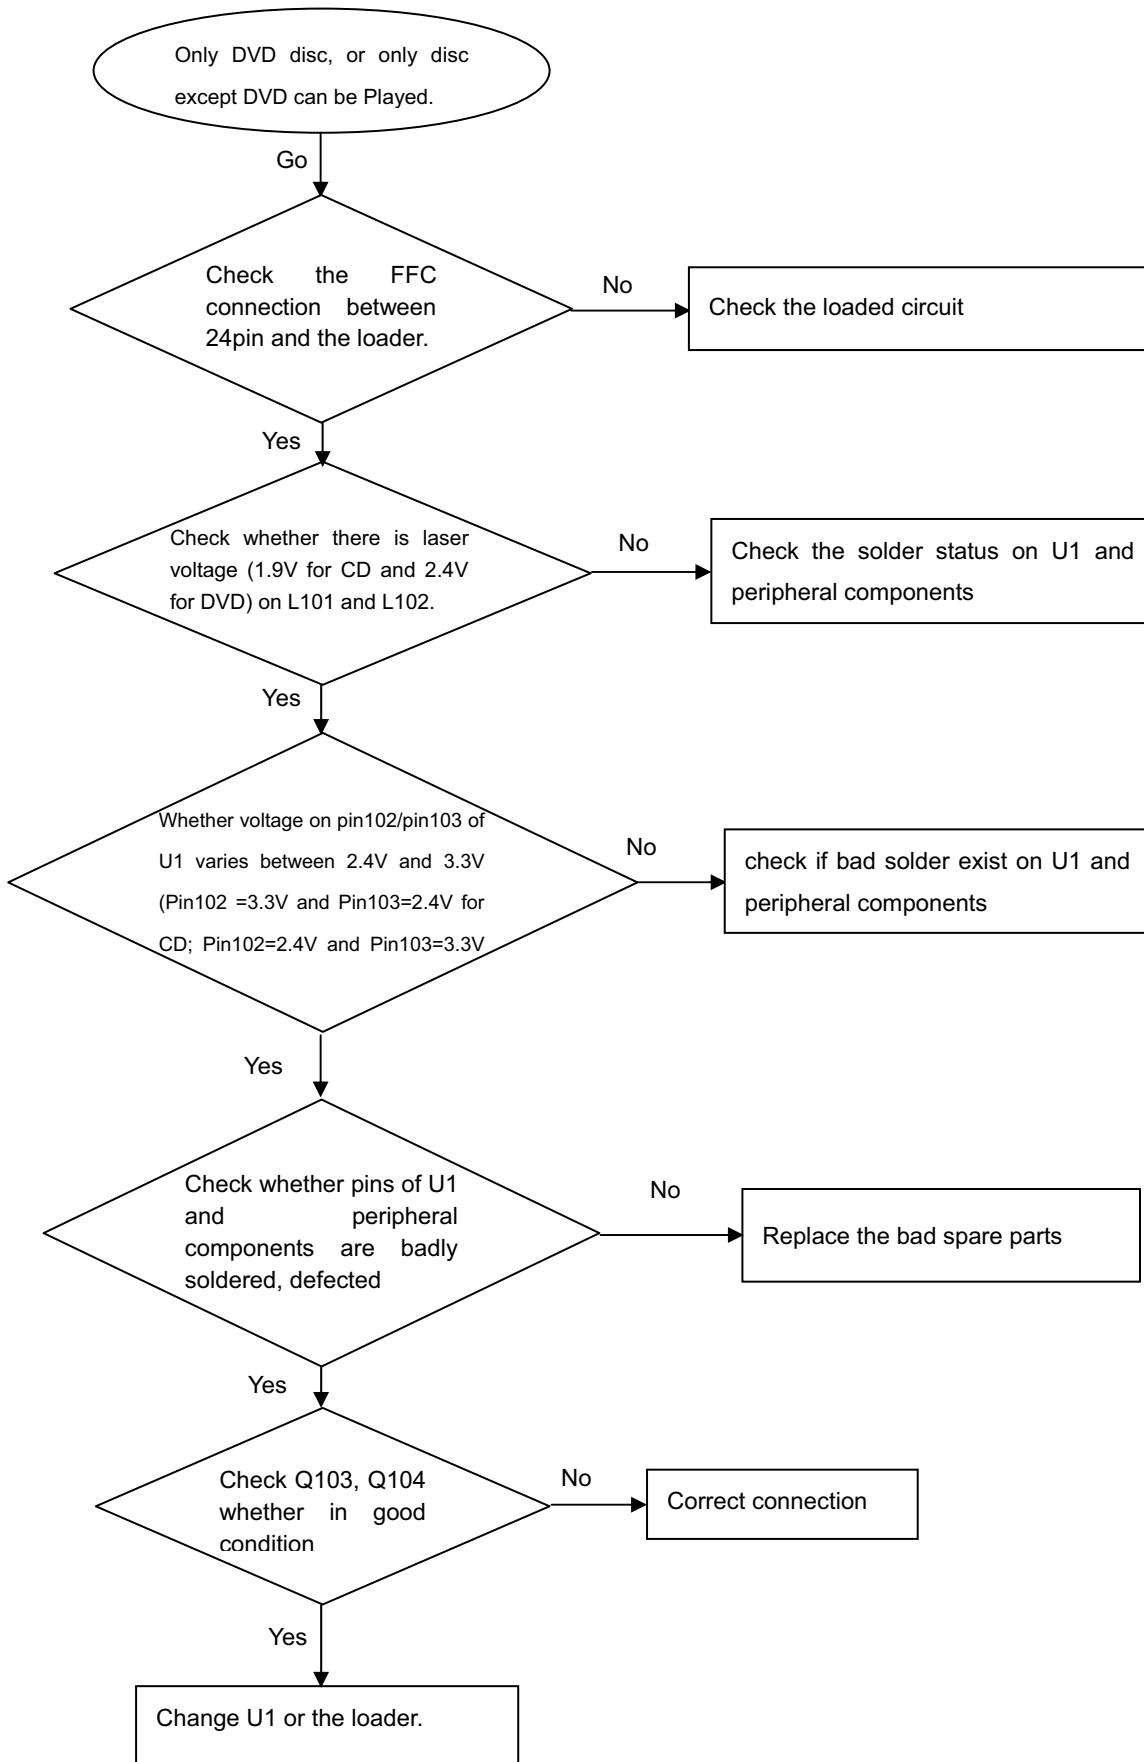 Only DVD disc, or only disc
except DVD can be Played.
Go
Check the FFC
connection between
24pin and the loader.
No
Check the loaded circuit
Yes
Check whether there is laser
voltage (1.9V for CD and 2.4V
for DVD) on L101 and L102.
No
Check the solder status on U1 and
peripheral components
Yes
Whether voltage on pin102/pin103 of
U1 varies between 2.4V and 3.3V
(Pin102 =3.3V and Pin103=2.4V for
CD; Pin102=2.4V and Pin103=3.3V
No
check if bad solder exist on U1 and
peripheral components
Yes
Check whether pins of U1
and peripheral
components are badly
soldered, defected
No
Replace the bad spare parts
Yes
Check Q103, Q104
whether in good
condition
No
Correct connection
Yes
Change U1 or the loader.